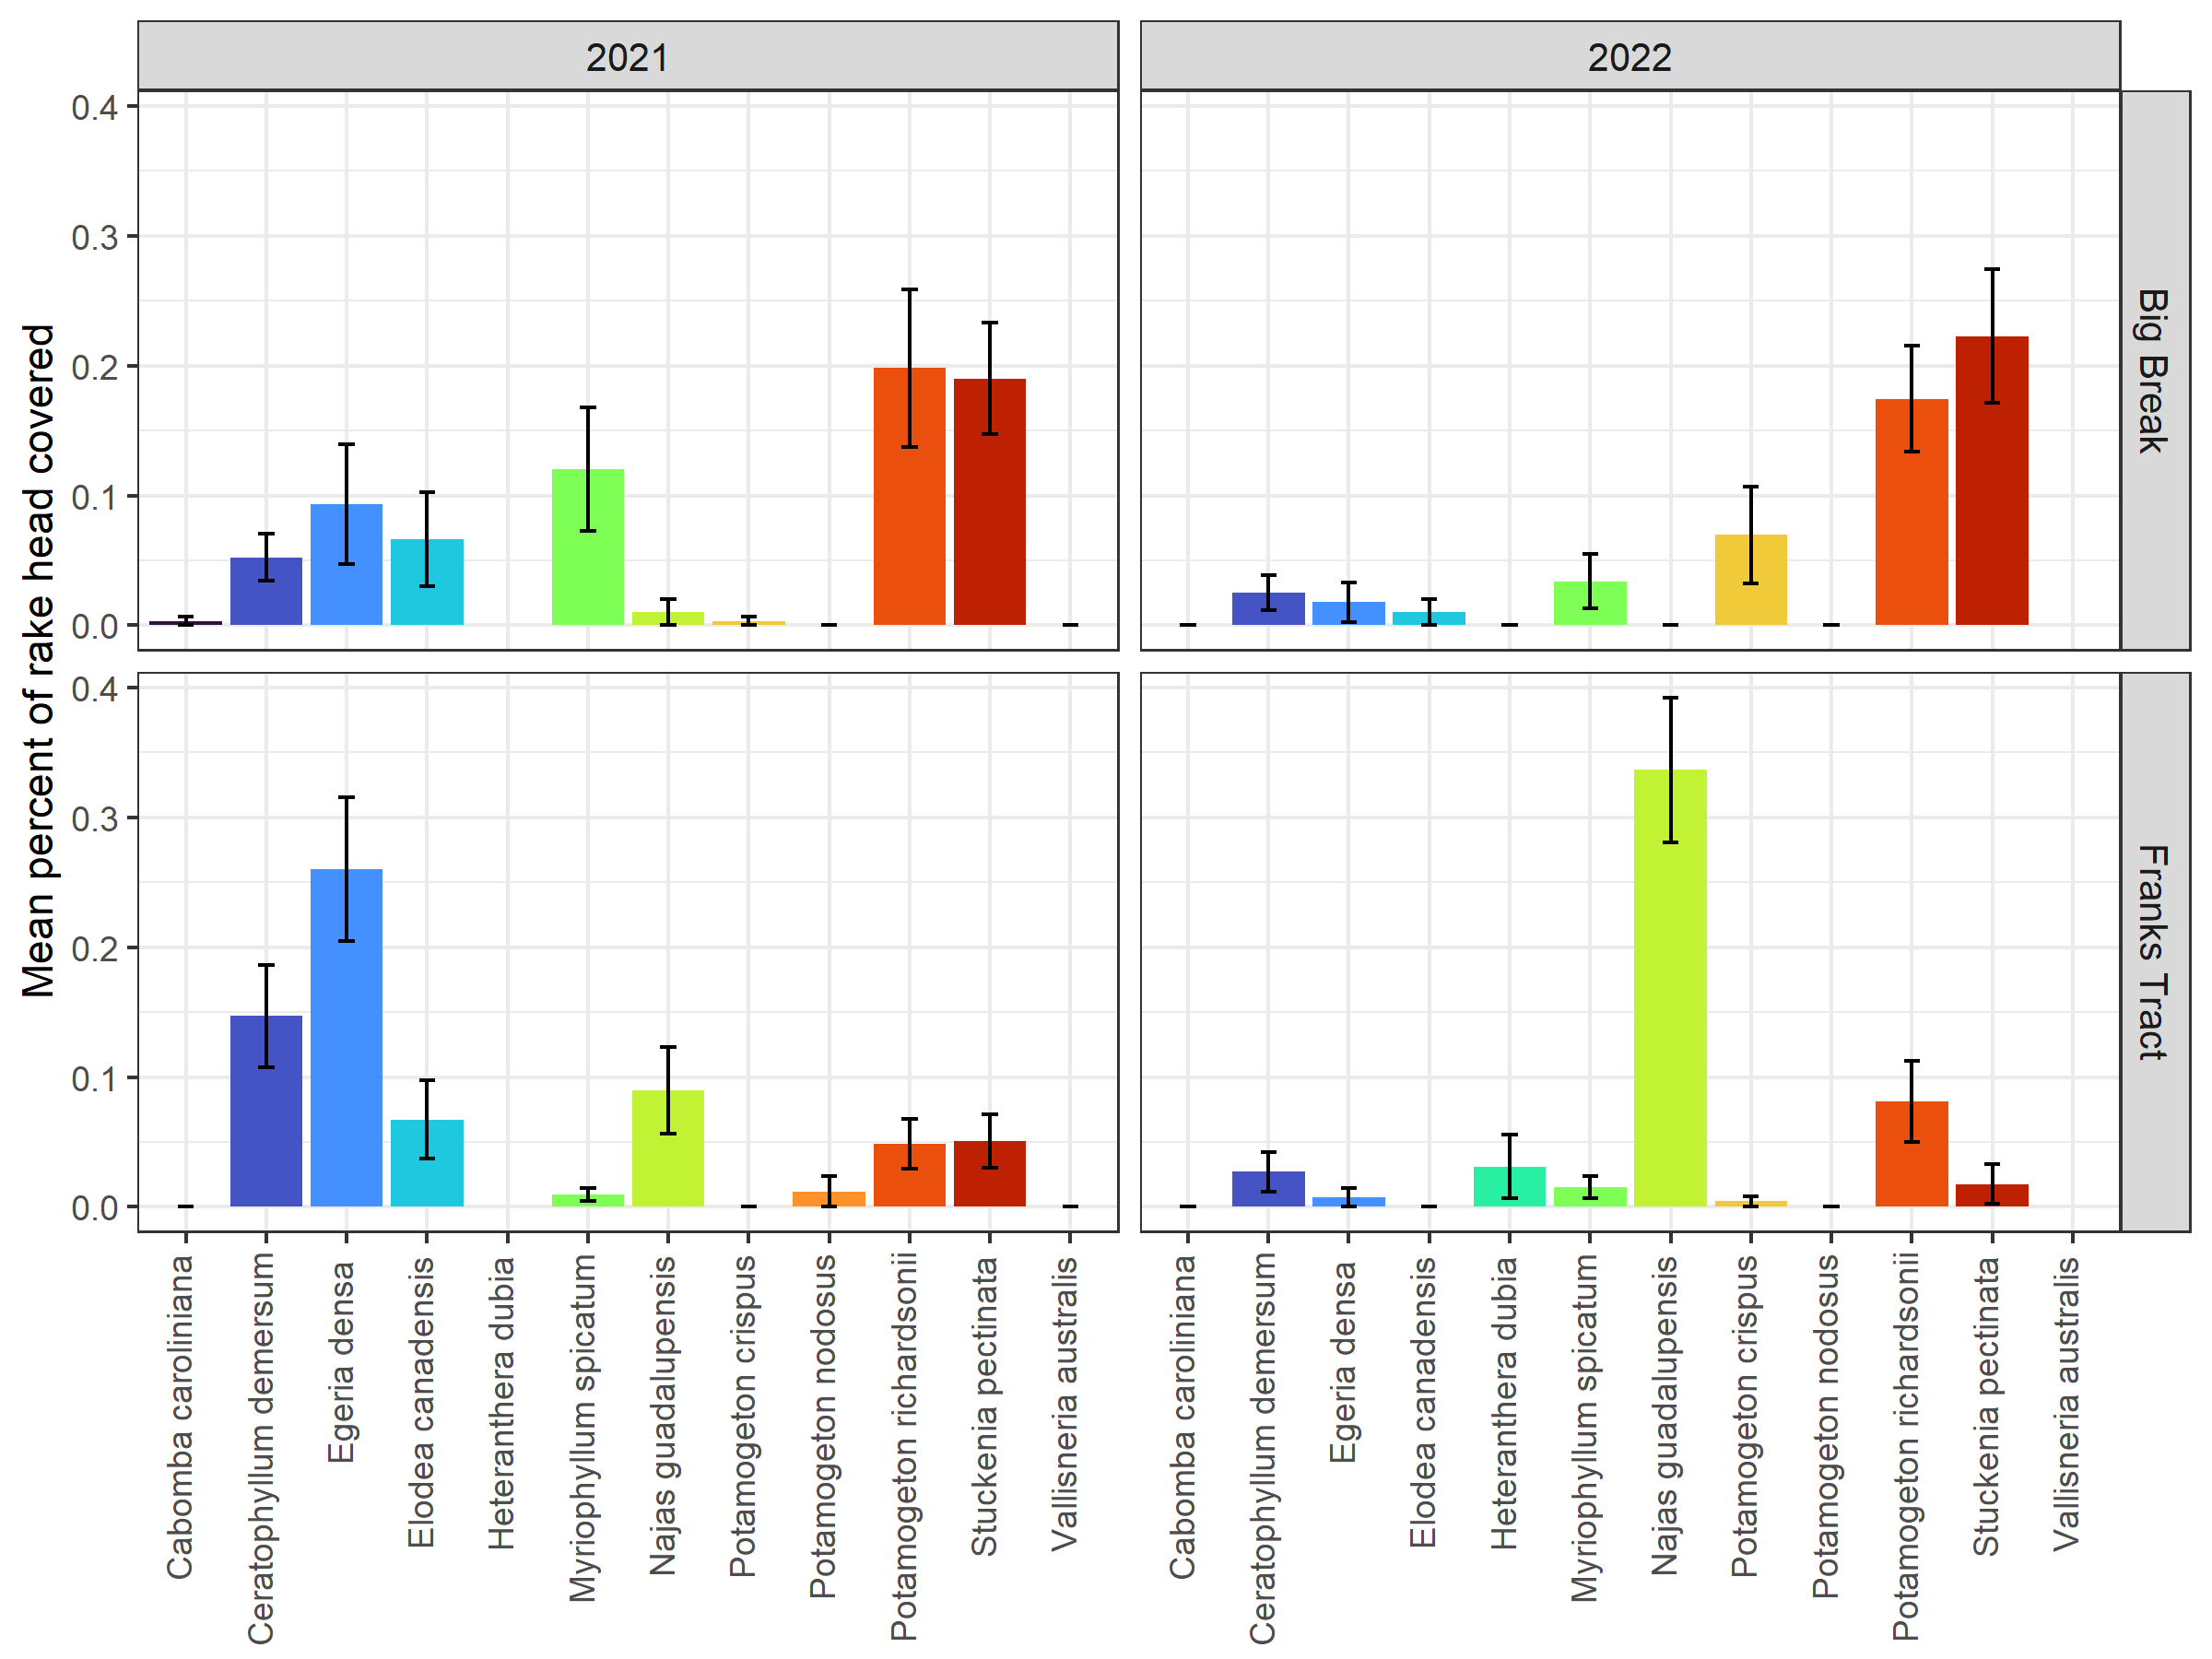 2021
2022
Mean percent of rake head covered
0.4
0.3
0.2
0.1
0.0
Big Break
0.4
0.3
0.2
0.1
0.0
Franks Tract
Cabomba caroliniana
Ceratophyllum demersum
Egeria densa
Elodea canadensis
Heteranthera dubia
Myriophyllum spicatum
Najas guadalupensis
Potamogeton crispus
Potamogeton nodosus
Potamogeton richardsonii
Stuckenia pectinata
Vallisneria australis
Cabomba caroliniana
Ceratophyllum demersum
Egeria densa
Elodea canadensis
Heteranthera dubia
Myriophyllum spicatum
Najas guadalupensis
Potamogeton crispus
Potamogeton nodosus
Potamogeton richardsonii
Stuckenia pectinata
Vallisneria australis